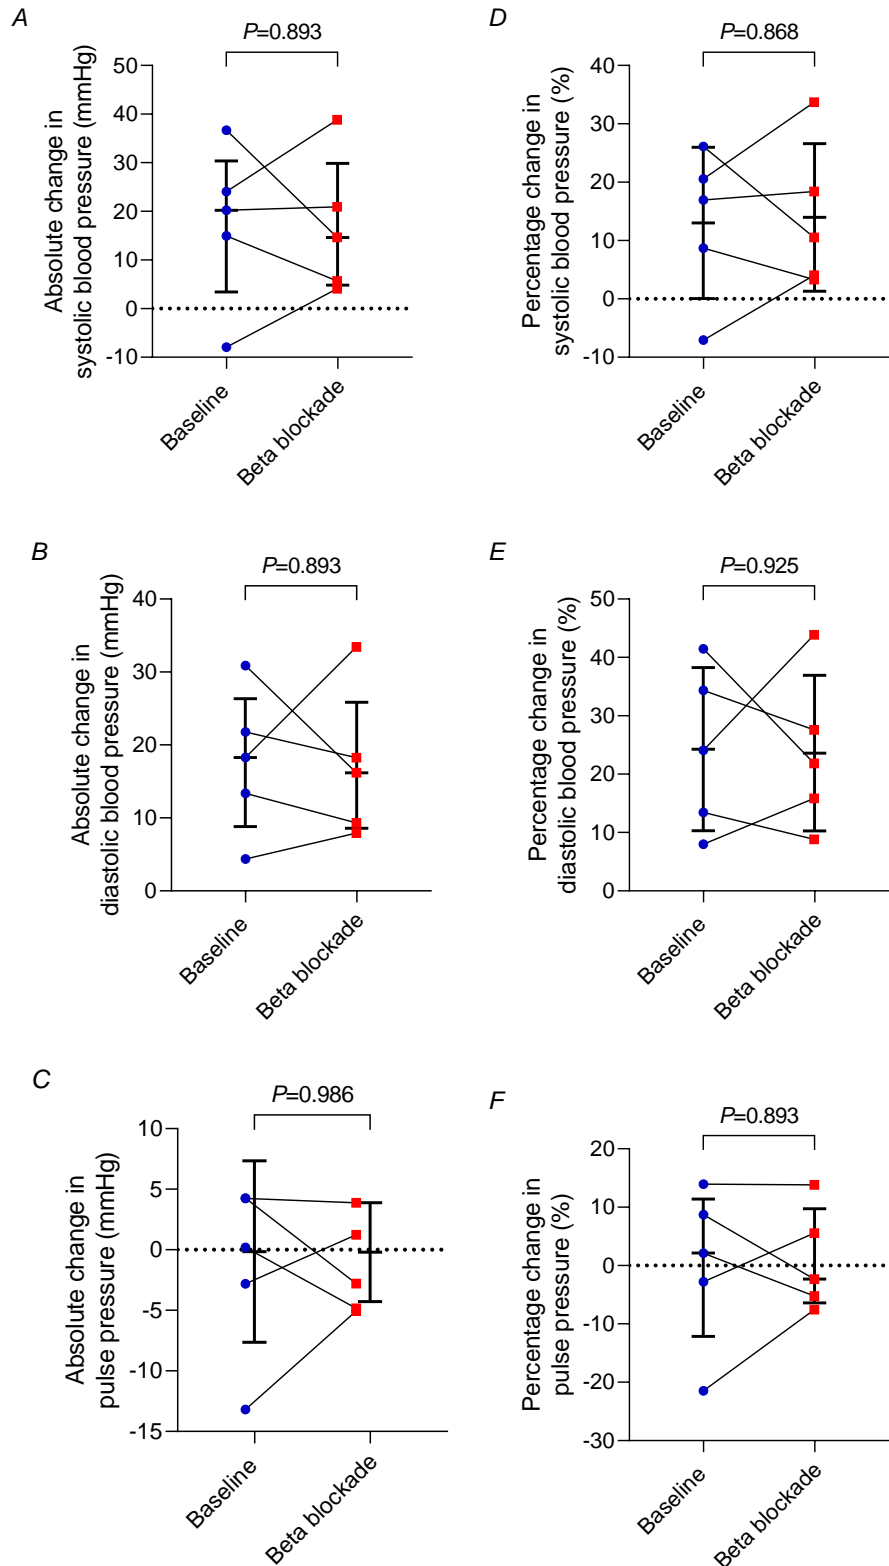 A
P=0.893
Absolute change in
systolic blood pressure (mmHg)
50
40
30
20
10
0
-10
Baseline
Beta blockade
D
P=0.868
Percentage change in
systolic blood pressure (%)
40
30
20
10
0
-10
Baseline
Beta blockade
B
P=0.893
Absolute change in
diastolic blood pressure (mmHg)
40
30
20
10
0
Baseline
Beta blockade
E
P=0.925
Percentage change in
diastolic blood pressure (%)
50
40
30
20
10
0
Baseline
Beta blockade
C
P=0.986
Absolute change in
pulse pressure (mmHg)
10
5
0
-5
-10
-15
Baseline
Beta blockade
F
P=0.893
Percentage change in
pulse pressure (%)
20
10
0
-10
-20
-30
Baseline
Beta blockade